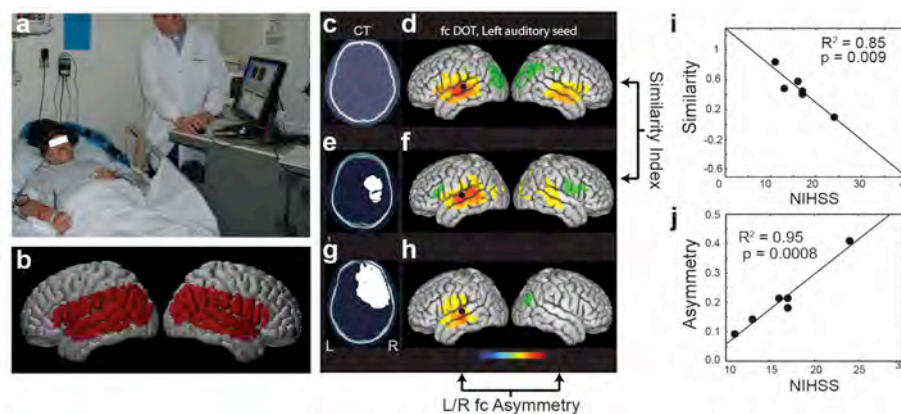 a
b
c
CT
d
fc DOT, Left auditory seed
e
f
g
L
R
h
Similarity Index
L/R fc Asymmetry
i
R² = 0.85
p = 0.009
Similarity
1.0
0.6
0.2
-0.2
-0.6
0
10
20
30
NIHSS
j
R² = 0.95
p = 0.0008
Asymmetry
0.5
0.4
0.3
0.2
0.1
0.0
10
15
20
25
NIHSS